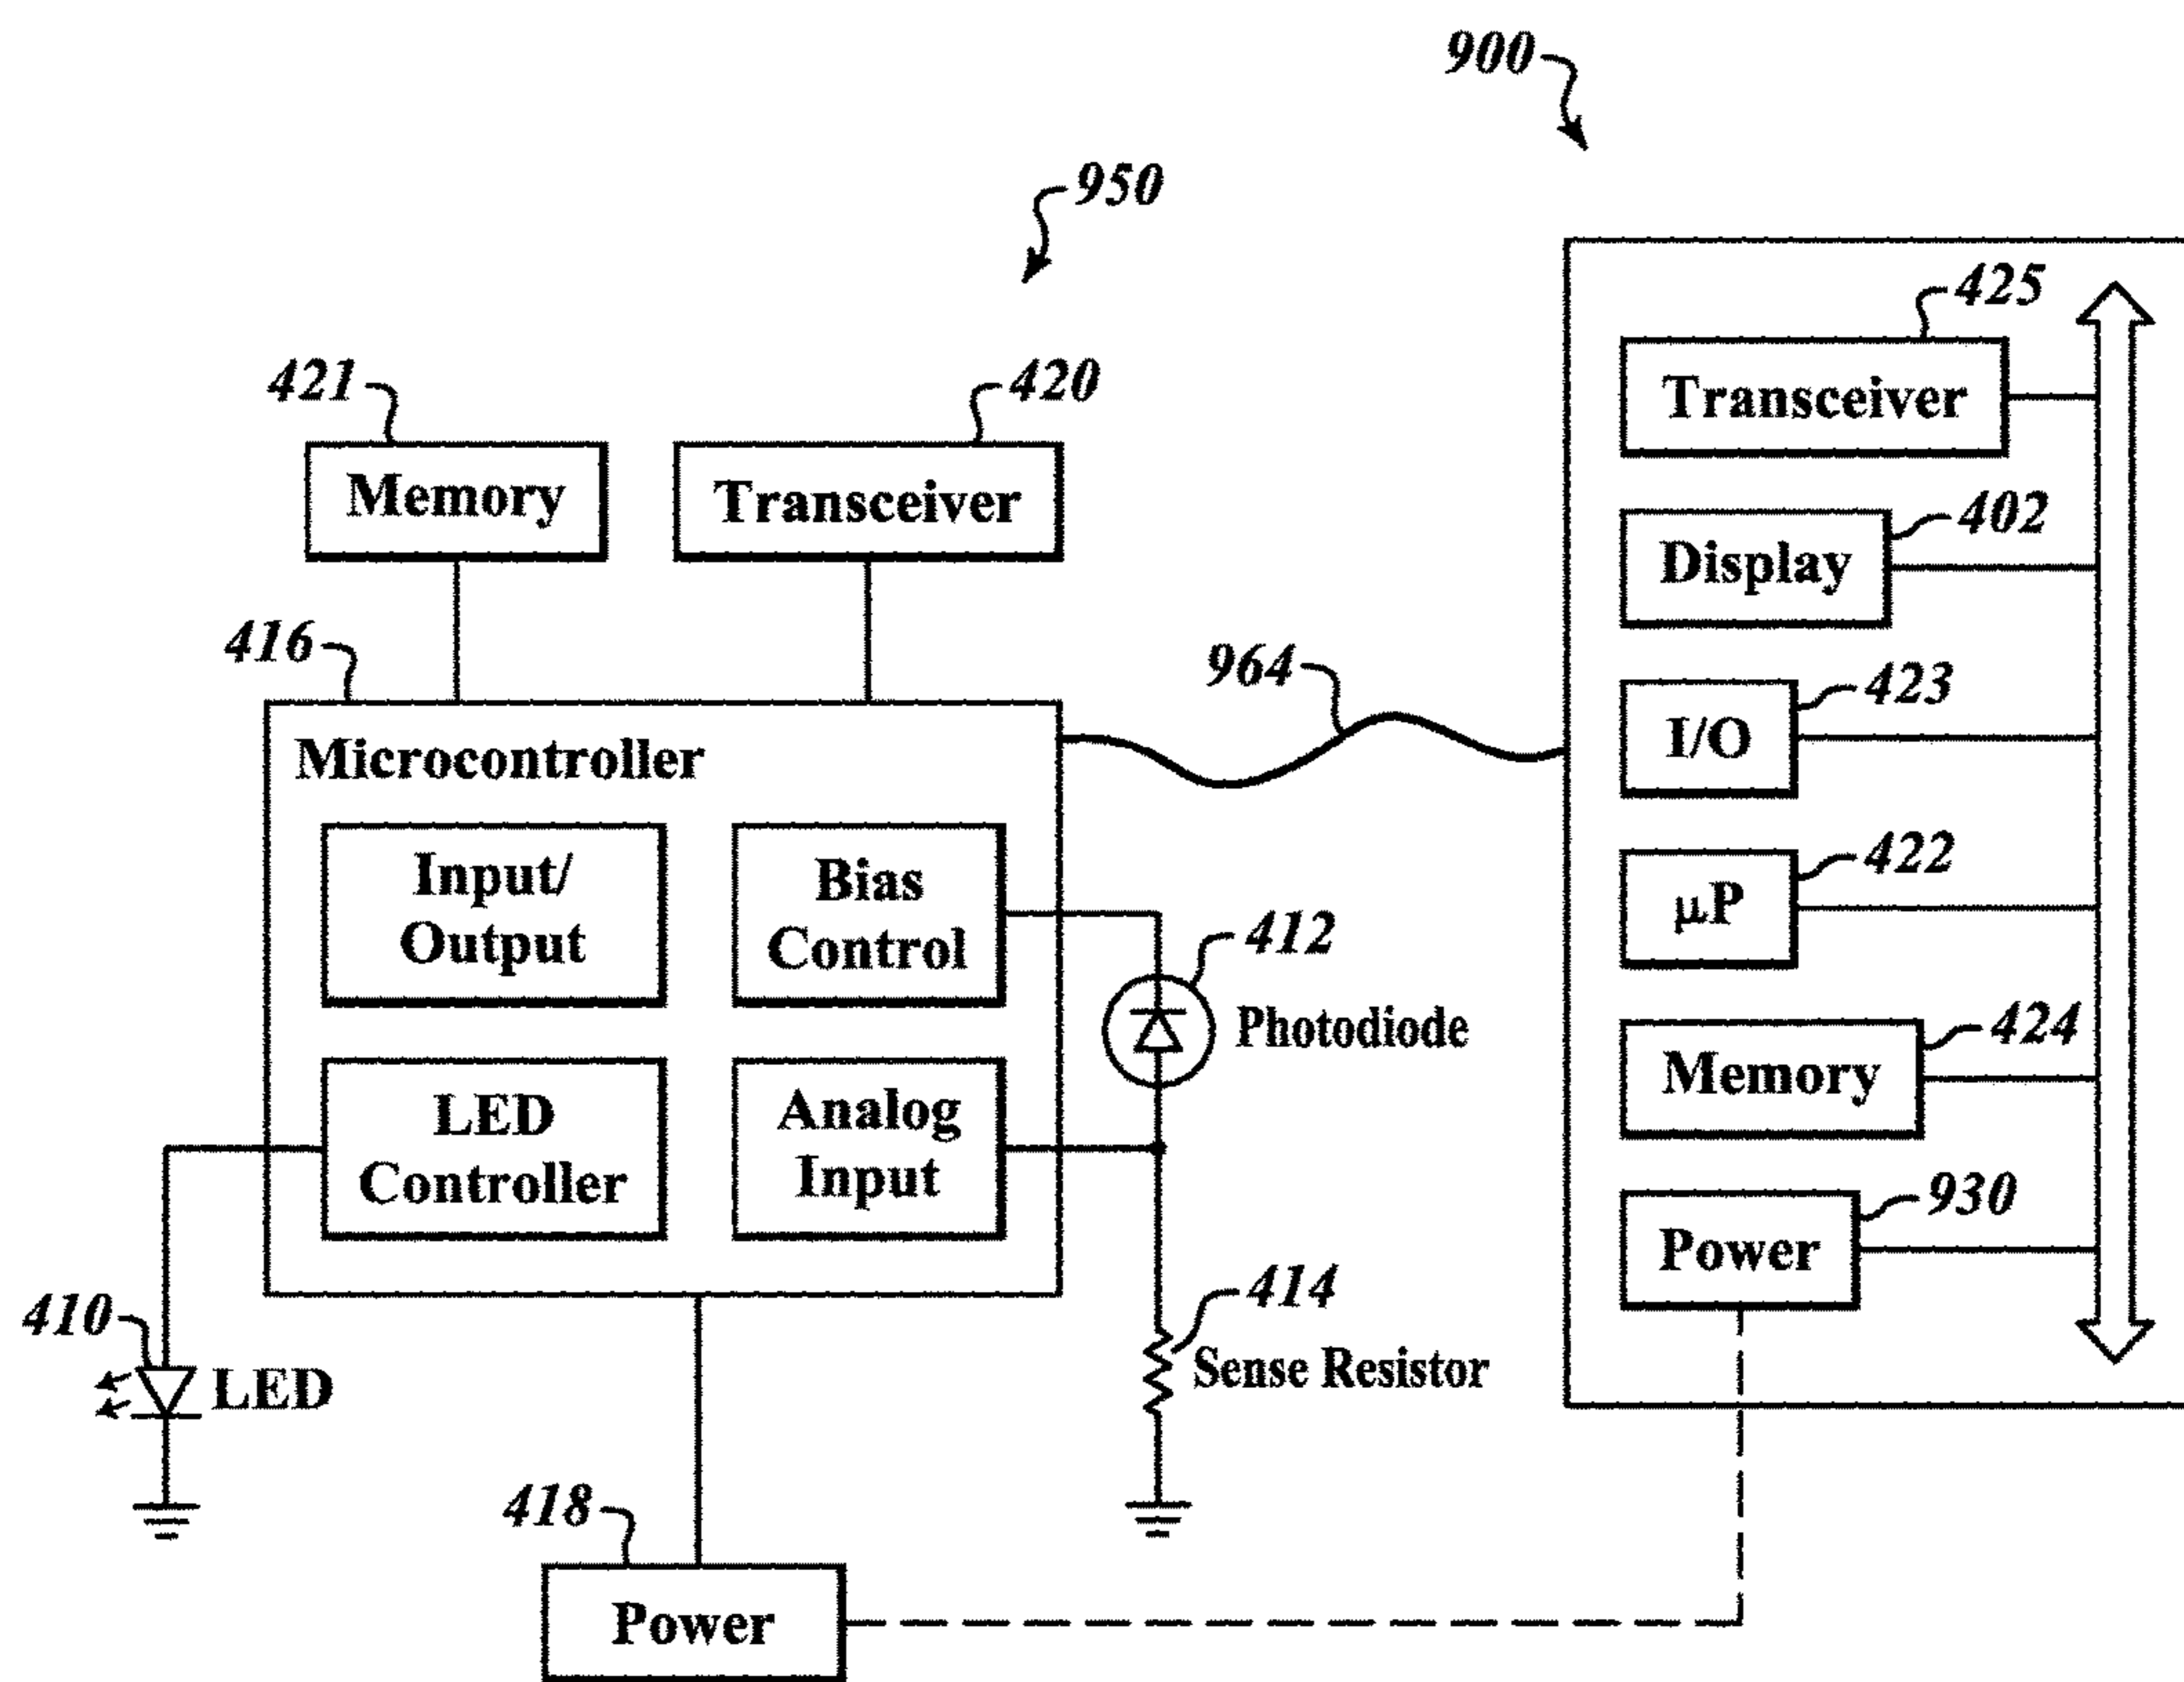 900
950
425
Transceiver
402
Display
423
I/O
422
μP
424
Memory
930
Power
421
Memory
420
Transceiver
416
Microcontroller
Input/
Output
Bias
Control
LED
Controller
Analog
Input
964
412
Photodiode
414
Sense Resistor
410
LED
418
Power